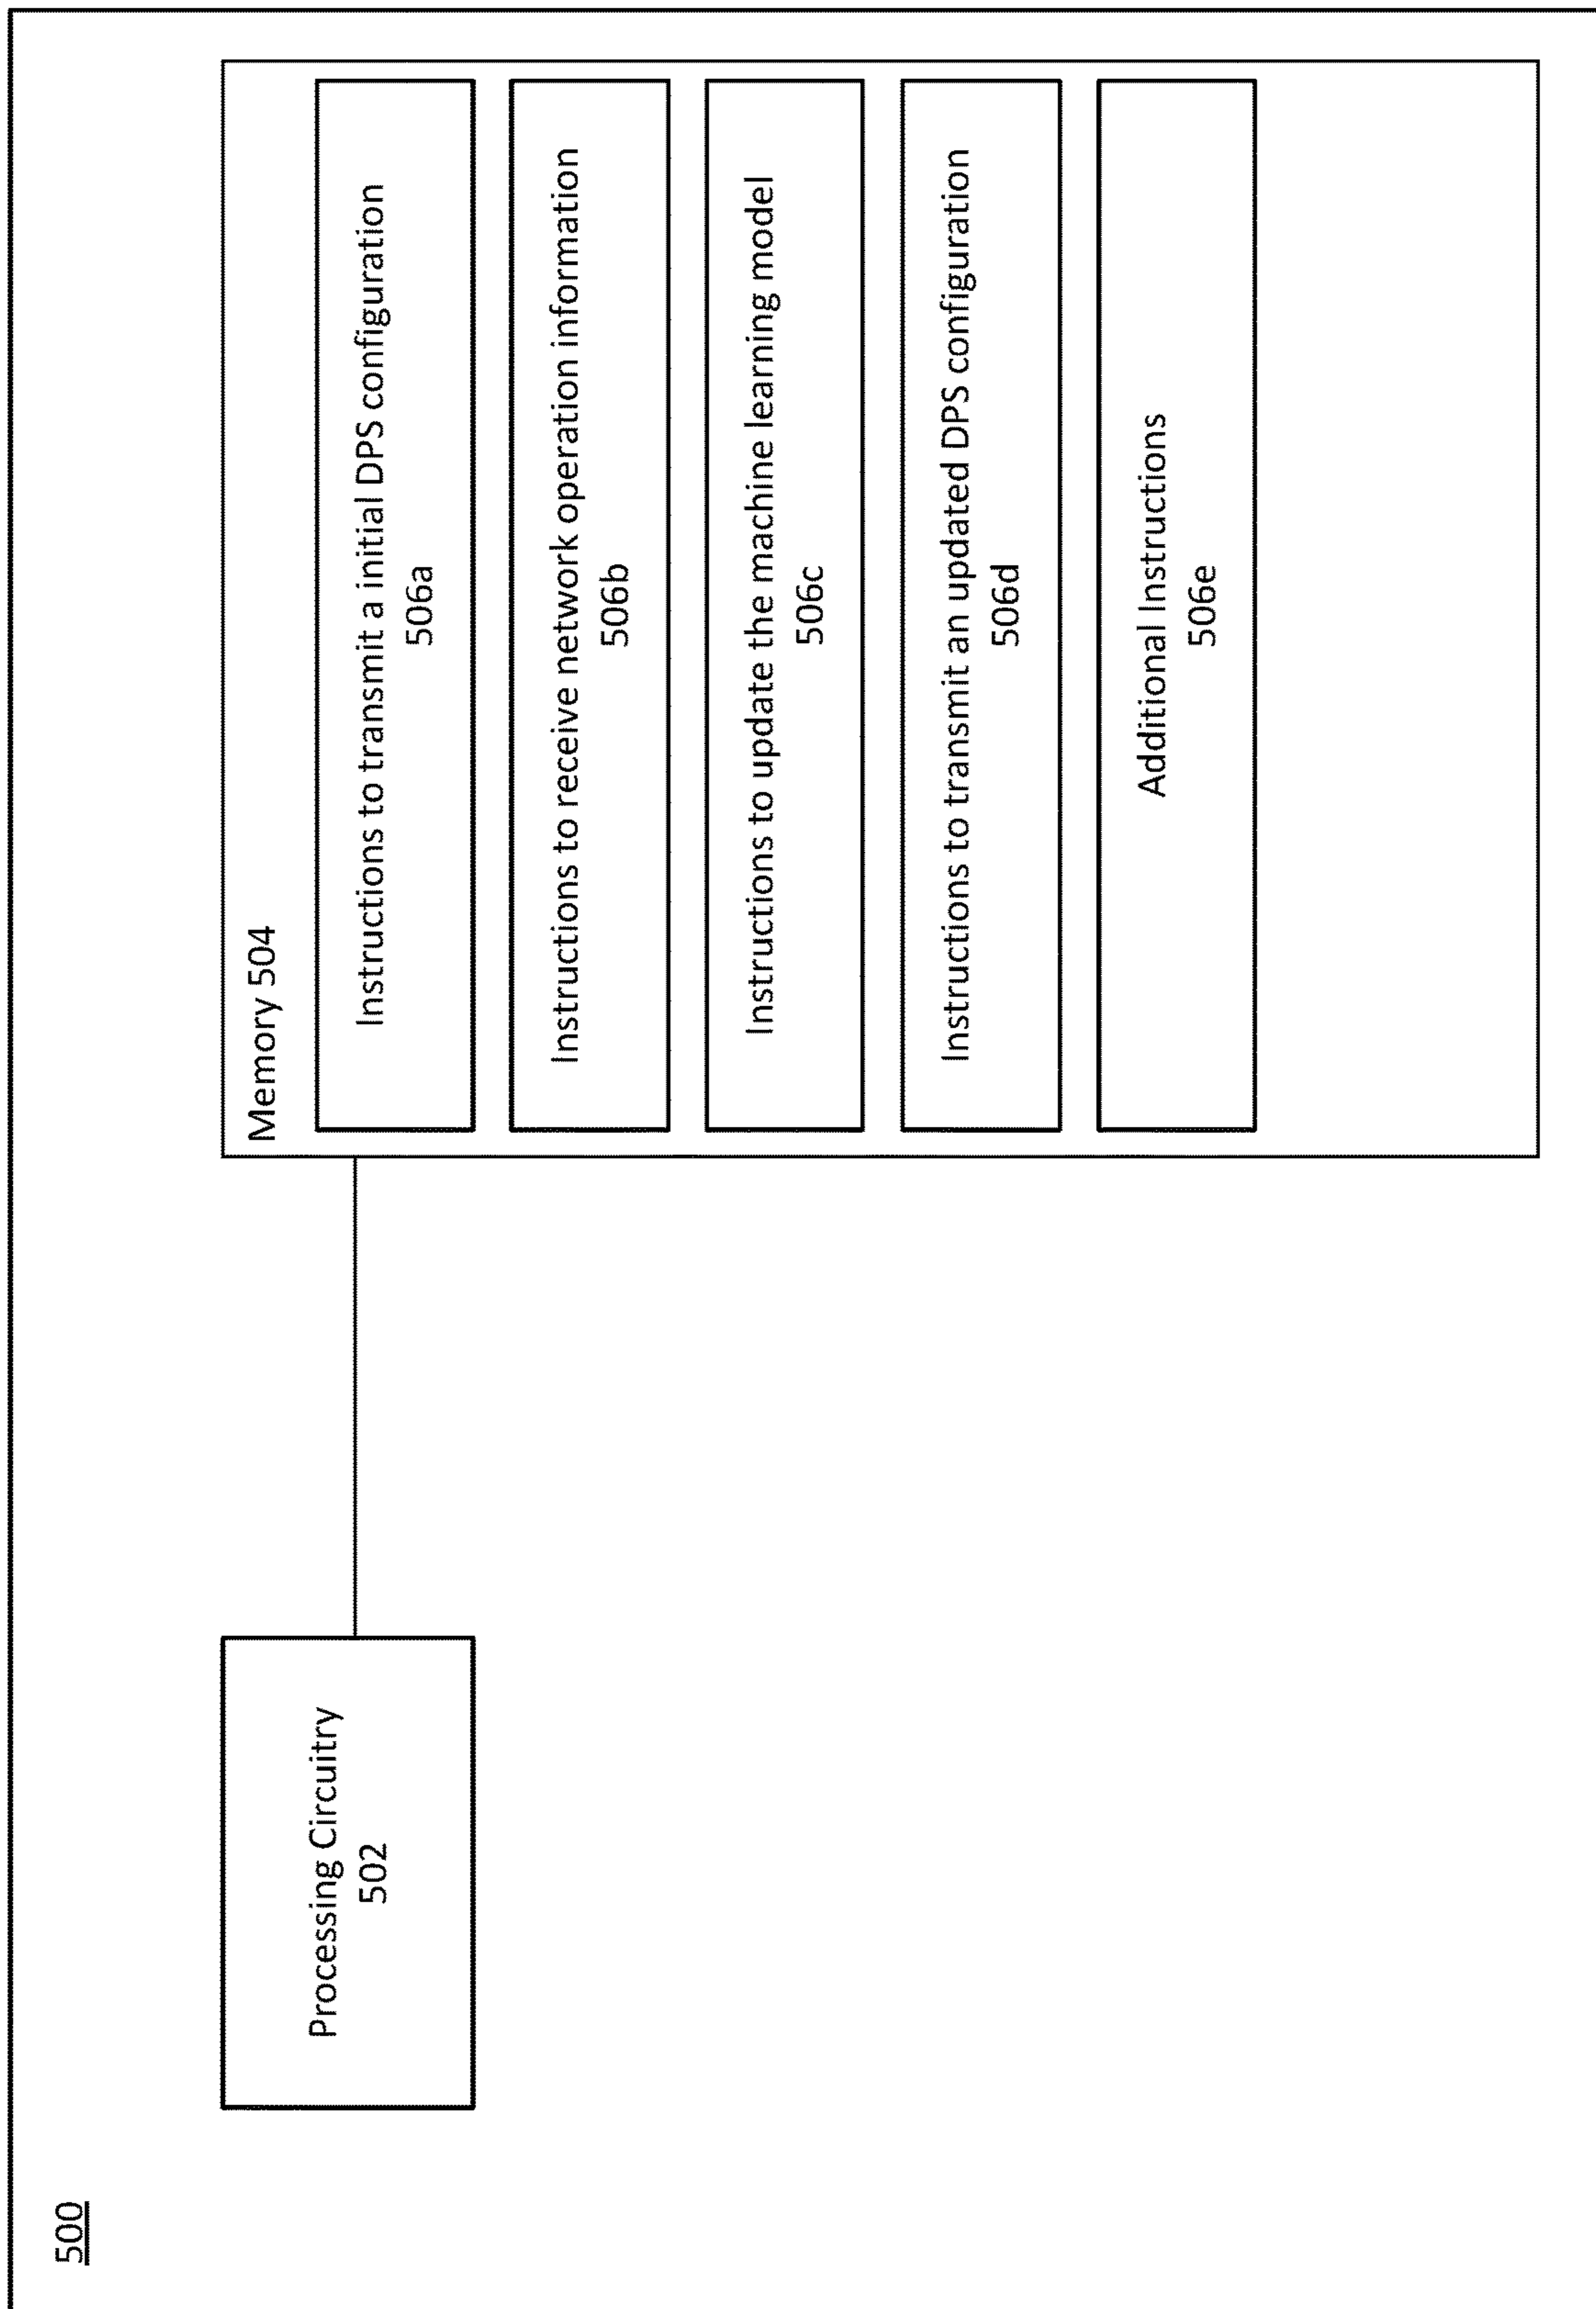 500
Processing Circuitry
502
Memory 504
Instructions to transmit a initial DPS configuration
506a
Instructions to receive network operation information
506b
Instructions to update the machine learning model
506c
Instructions to transmit an updated DPS configuration
506d
Additional Instructions
506e